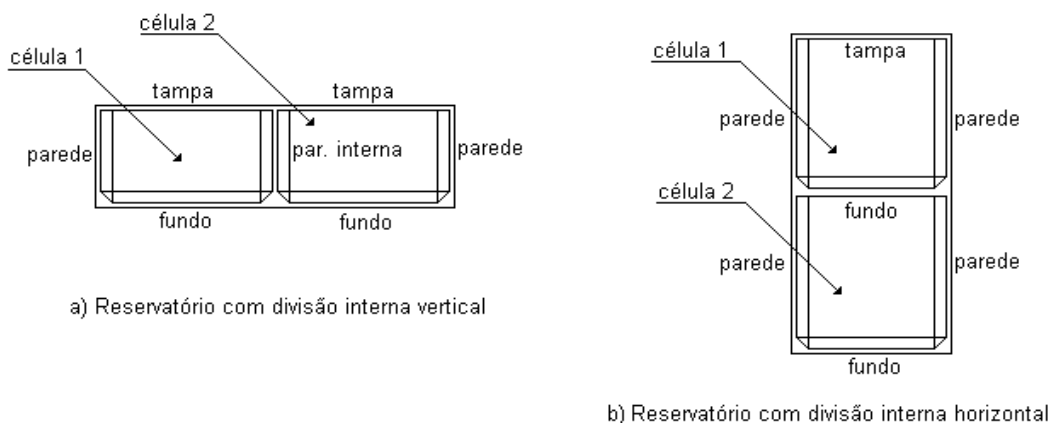 célula 2
célula 1
tampa tampa
parede par. interna parede
fundo fundo
a) Reservatório com divisão interna vertical
célula 1
tampa
parede parede
célula 2
fundo
parede parede
fundo
b) Reservatório com divisão interna horizontal